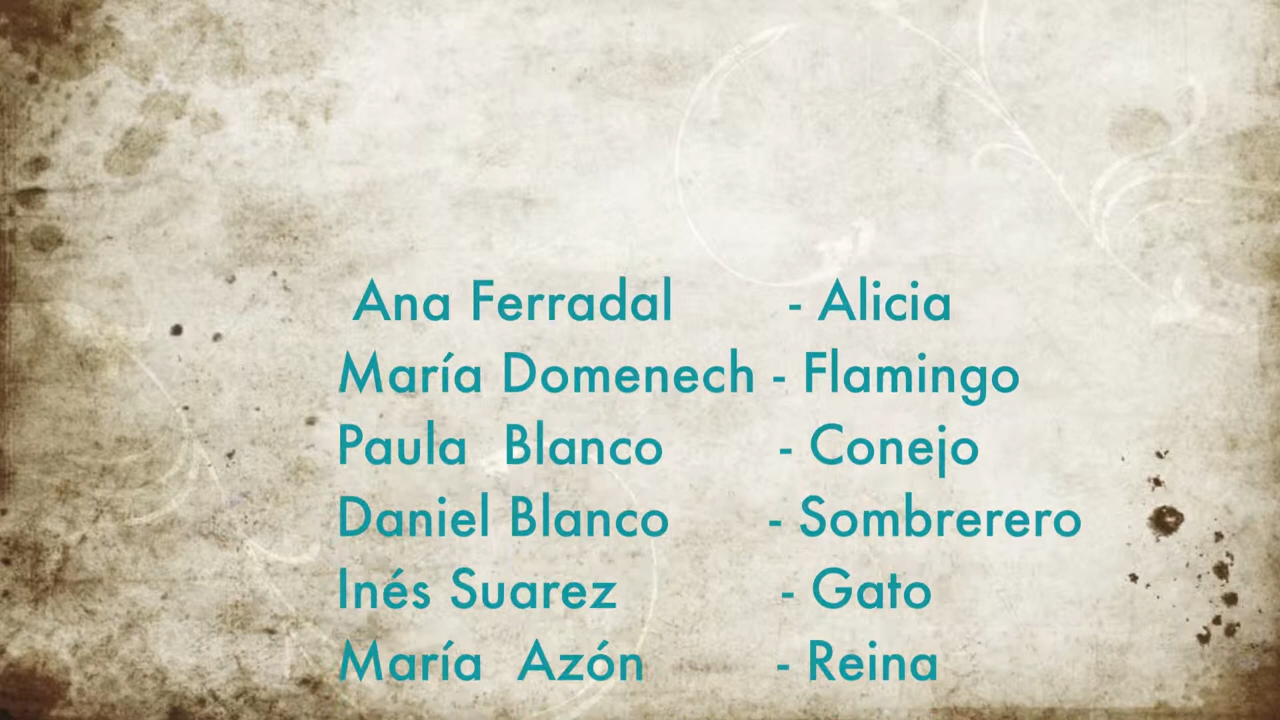 Ana Ferradal - Alicia
María Domenech - Flamingo
Paula Blanco - Conejo
Daniel Blanco - Sombrerero
Inés Suarez - Gato
María Azón - Reina